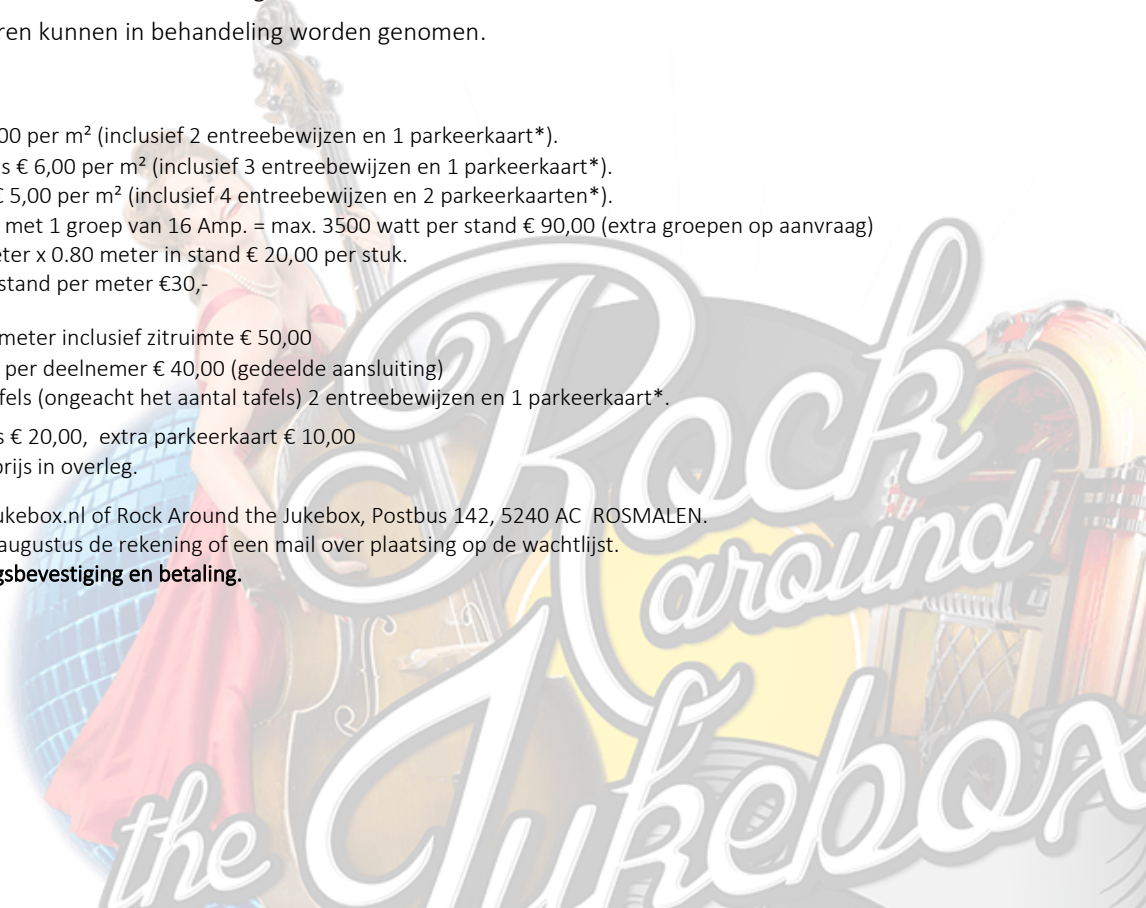 ren kunnen in behandeling worden genomen.
00 per m² (inclusief 2 entreebewijzen en 1 parkeerkaart*).
s € 6,00 per m² (inclusief 3 entreebewijzen en 1 parkeerkaart*).
€ 5,00 per m² (inclusief 4 entreebewijzen en 2 parkeerkaarten*).
met 1 groep van 16 Amp. = max. 3500 watt per stand € 90,00 (extra groepen op aanvraag)
eter x 0.80 meter in stand € 20,00 per stuk.
stand per meter €30,-
meter inclusief zitruimte € 50,00
per deelnemer € 40,00 (gedeelde aansluiting)
fels (ongeacht het aantal tafels) 2 entreebewijzen en 1 parkeerkaart*.
s € 20,00, extra parkeerkaart € 10,00
prijs in overleg.
ukebox.nl of Rock Around the Jukebox, Postbus 142, 5240 AC ROSMALEN.
augustus de rekening of een mail over plaatsing op de wachtlijst.
gsbevestiging en betaling.
Rock
around
the Jukebox